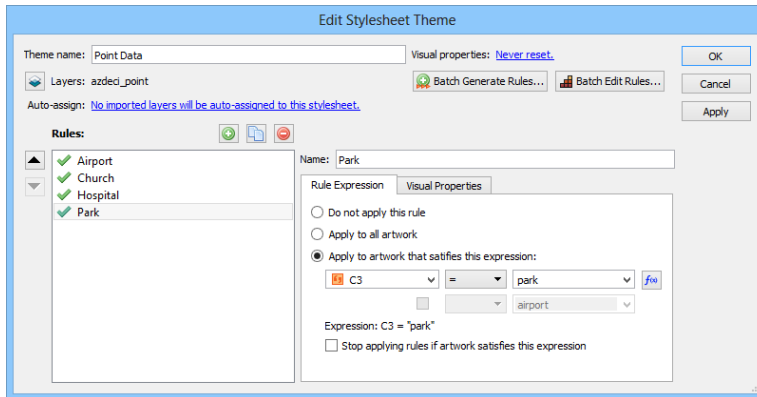 Edit Stylesheet Theme
Theme name: Point Data
Visual properties: Never reset.
OK
Layers: azdeci_point
Batch Generate Rules...
Batch Edit Rules...
Cancel
Auto-assign: No imported layers will be auto-assigned to this stylesheet.
Apply
Rules:
Airport
Church
Hospital
Park
Name: Park
Rule Expression
Visual Properties
Do not apply this rule
Apply to all artwork
Apply to artwork that satifies this expression:
C3 = park f(x)
airport
Expression: C3 = "park"
Stop applying rules if artwork satisfies this expression